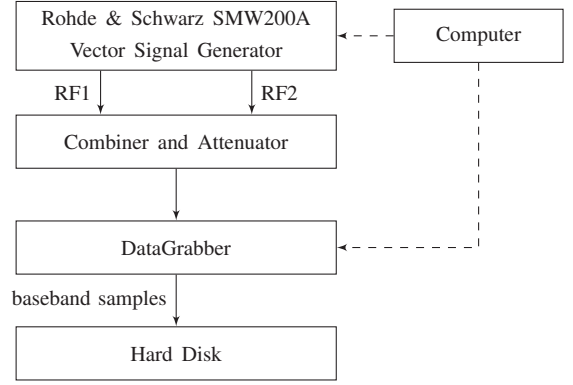 Rohde & Schwarz SMW200A
Vector Signal Generator
Computer
RF1
RF2
Combiner and Attenuator
DataGrabber
baseband samples
Hard Disk